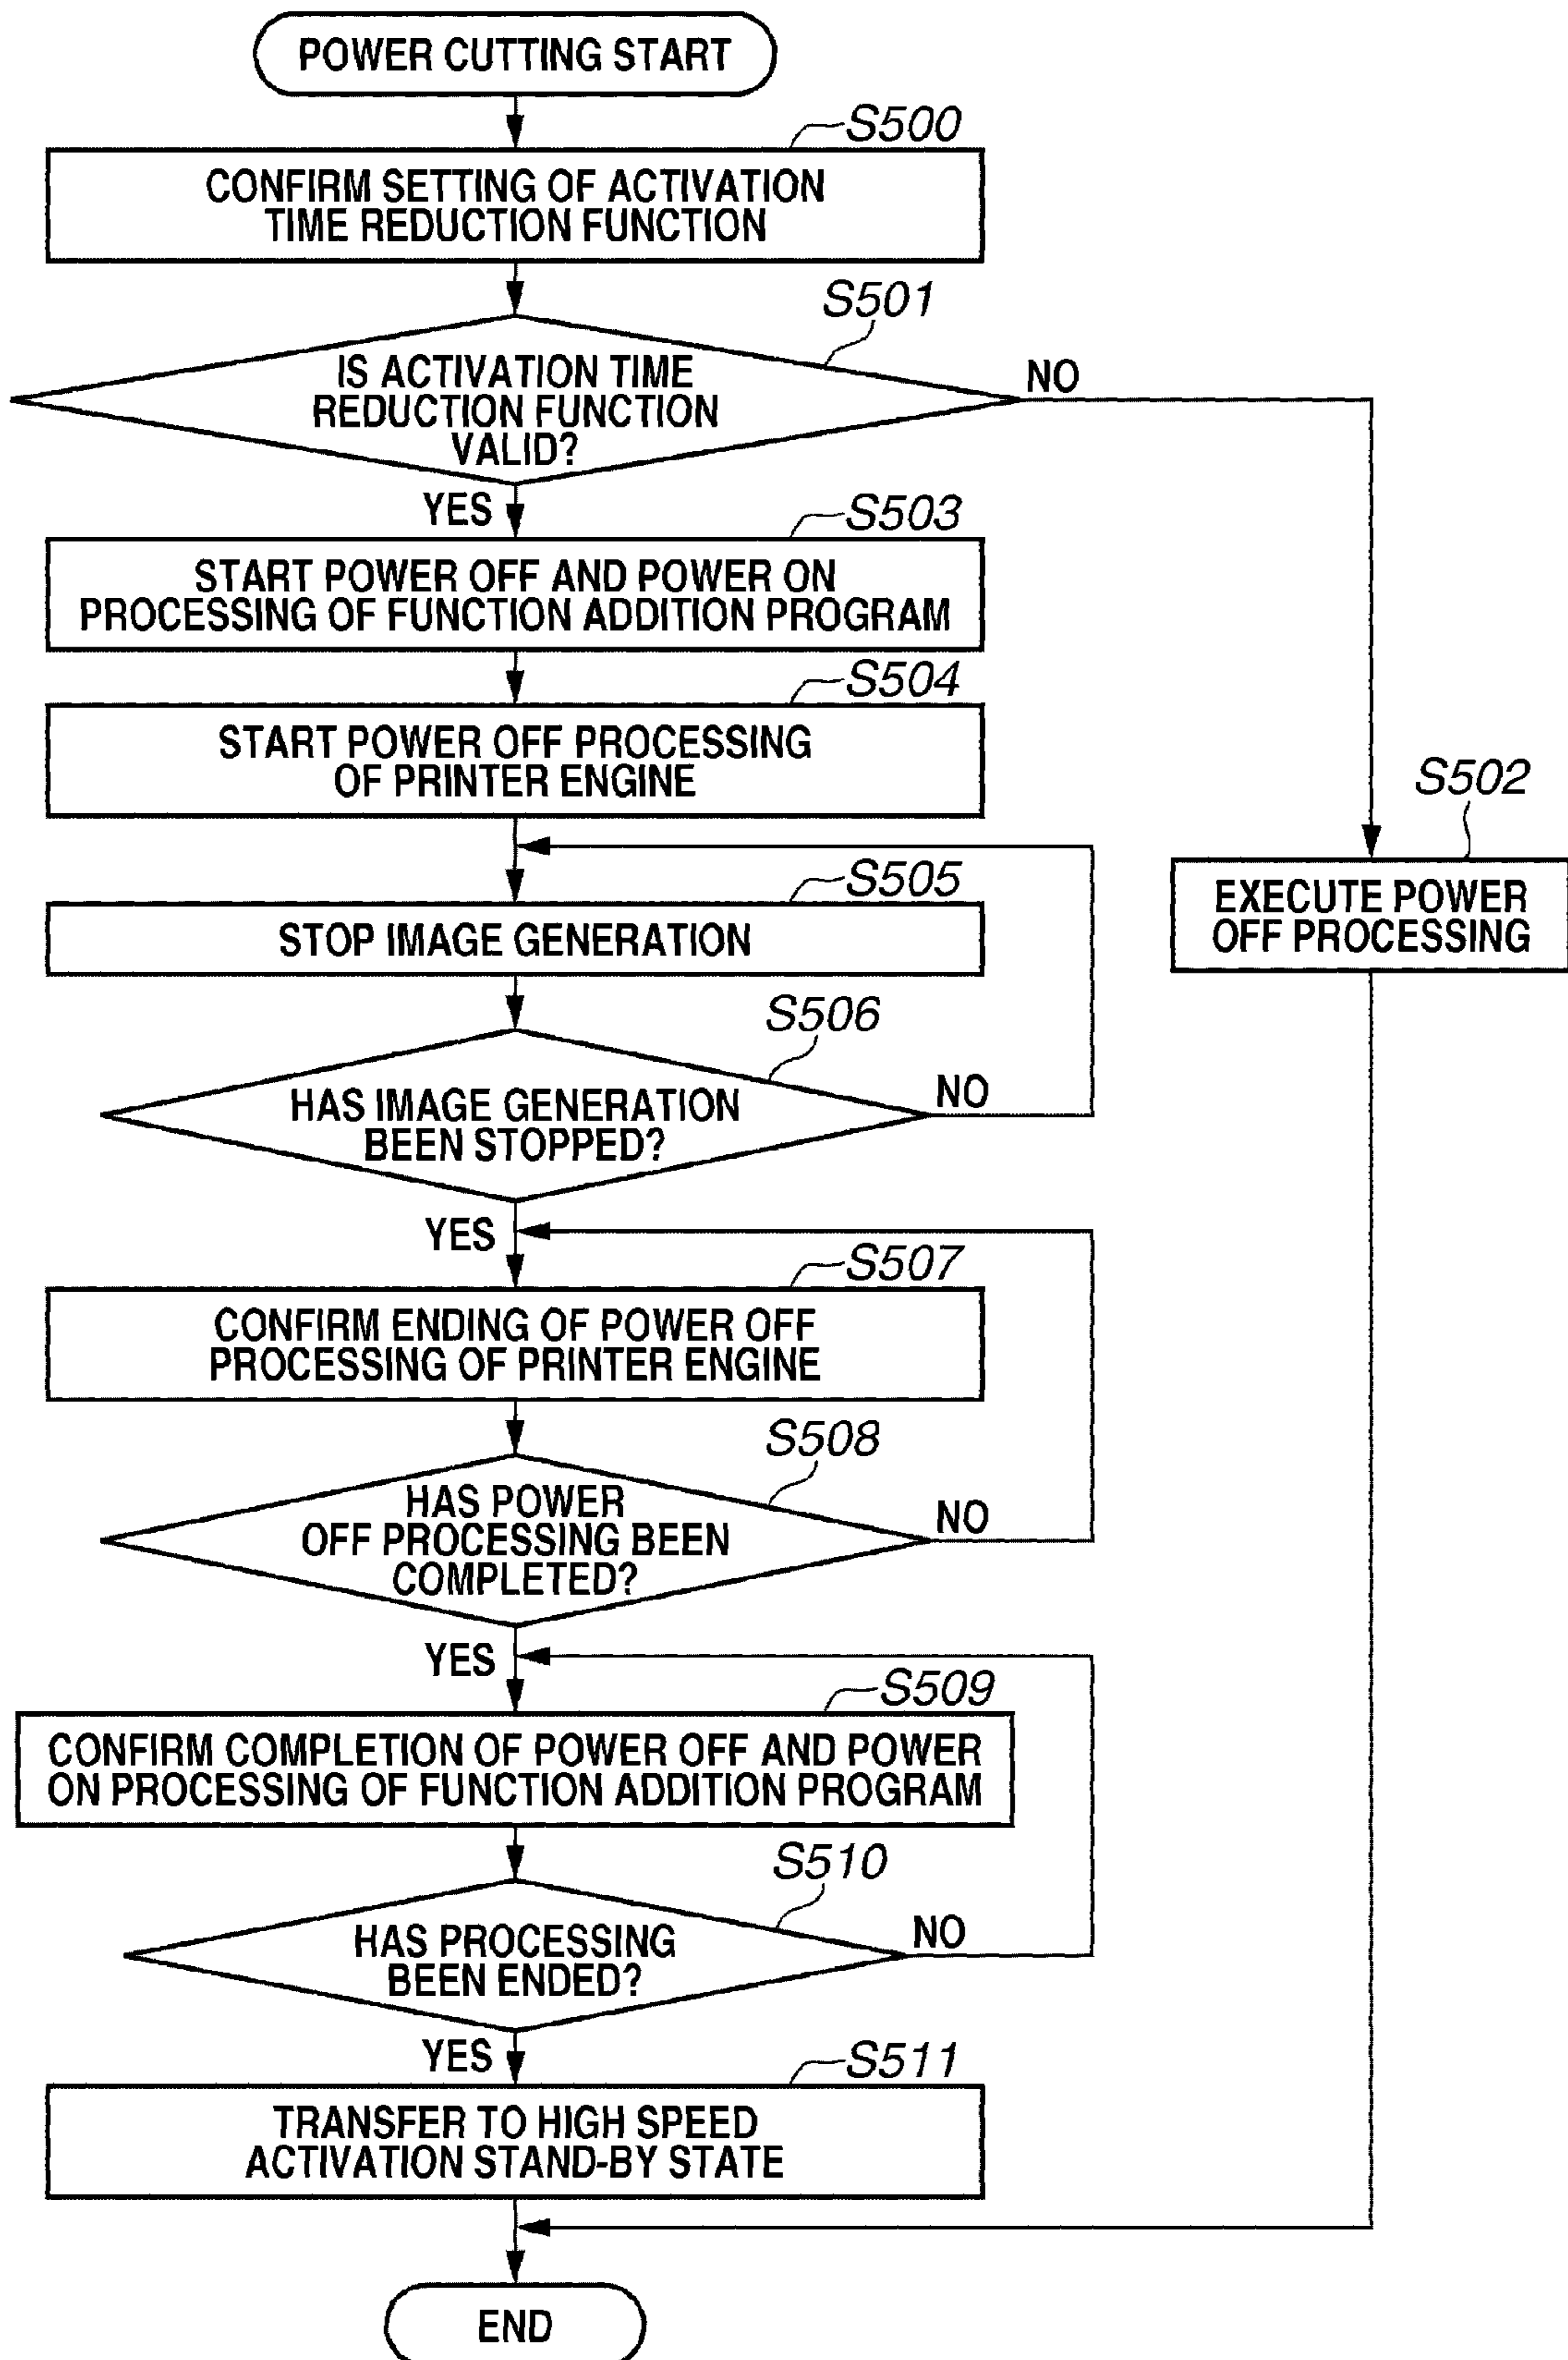 POWER CUTTING START
S500
CONFIRM SETTING OF ACTIVATION
TIME REDUCTION FUNCTION
S501
IS ACTIVATION TIME
REDUCTION FUNCTION
VALID?
NO
YES
S503
START POWER OFF AND POWER ON
PROCESSING OF FUNCTION ADDITION PROGRAM
S504
START POWER OFF PROCESSING
OF PRINTER ENGINE
S502
EXECUTE POWER
OFF PROCESSING
S505
STOP IMAGE GENERATION
S506
HAS IMAGE GENERATION
BEEN STOPPED?
NO
YES
S507
CONFIRM ENDING OF POWER OFF
PROCESSING OF PRINTER ENGINE
S508
HAS POWER
OFF PROCESSING BEEN
COMPLETED?
NO
YES
S509
CONFIRM COMPLETION OF POWER OFF AND POWER
ON PROCESSING OF FUNCTION ADDITION PROGRAM
S510
HAS PROCESSING
BEEN ENDED?
NO
YES
S511
TRANSFER TO HIGH SPEED
ACTIVATION STAND-BY STATE
END